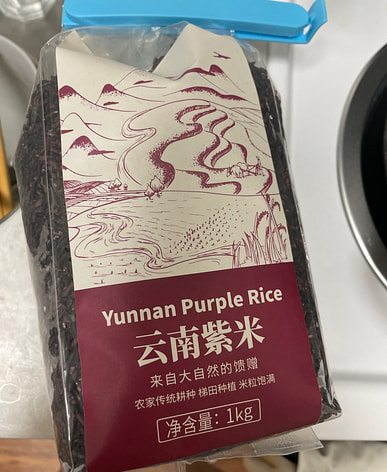 Yunnan Purple Rice
云南紫米
来自大自然的馈赠
农家传统耕种 梯田种植 米粒饱满
净含量：1kg